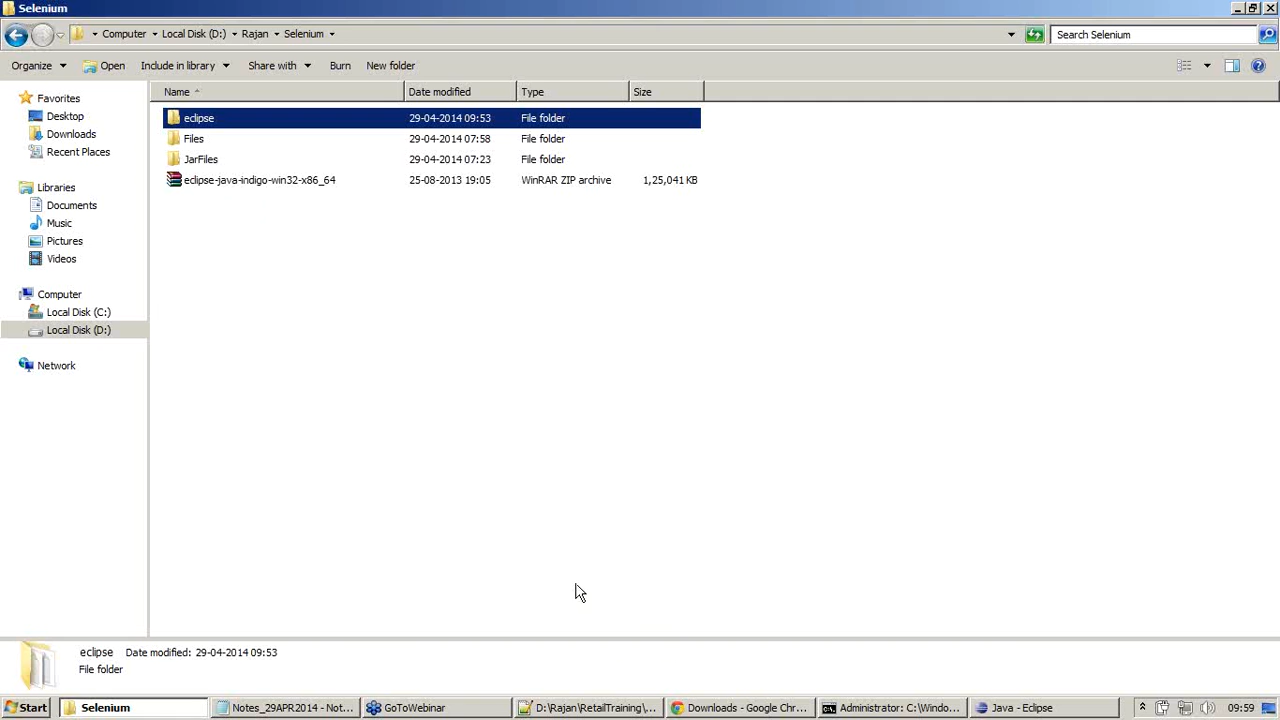 Selenium
Computer Local Disk (D:) Rajan Selenium
Search Selenium
Organize Open Include in library Share with Burn New folder
Name Date modified Type Size
eclipse 29-04-2014 09:53 File folder
Files 29-04-2014 07:58 File folder
JarFiles 29-04-2014 07:23 File folder
eclipse-java-indigo-win32-x86_64 25-08-2013 19:05 WinRAR ZIP archive 1,25,041 KB
Favorites
Desktop
Downloads
Recent Places
Libraries
Documents
Music
Pictures
Videos
Computer
Local Disk (C:)
Local Disk (D:)
Network
eclipse Date modified: 29-04-2014 09:53
File folder
Start Selenium Notes_29APR2014 - Not... GoToWebinar D:\Rajan\RetailTraining\... Downloads - Google Chr... Administrator: C:\Windo... Java - Eclipse 09:59